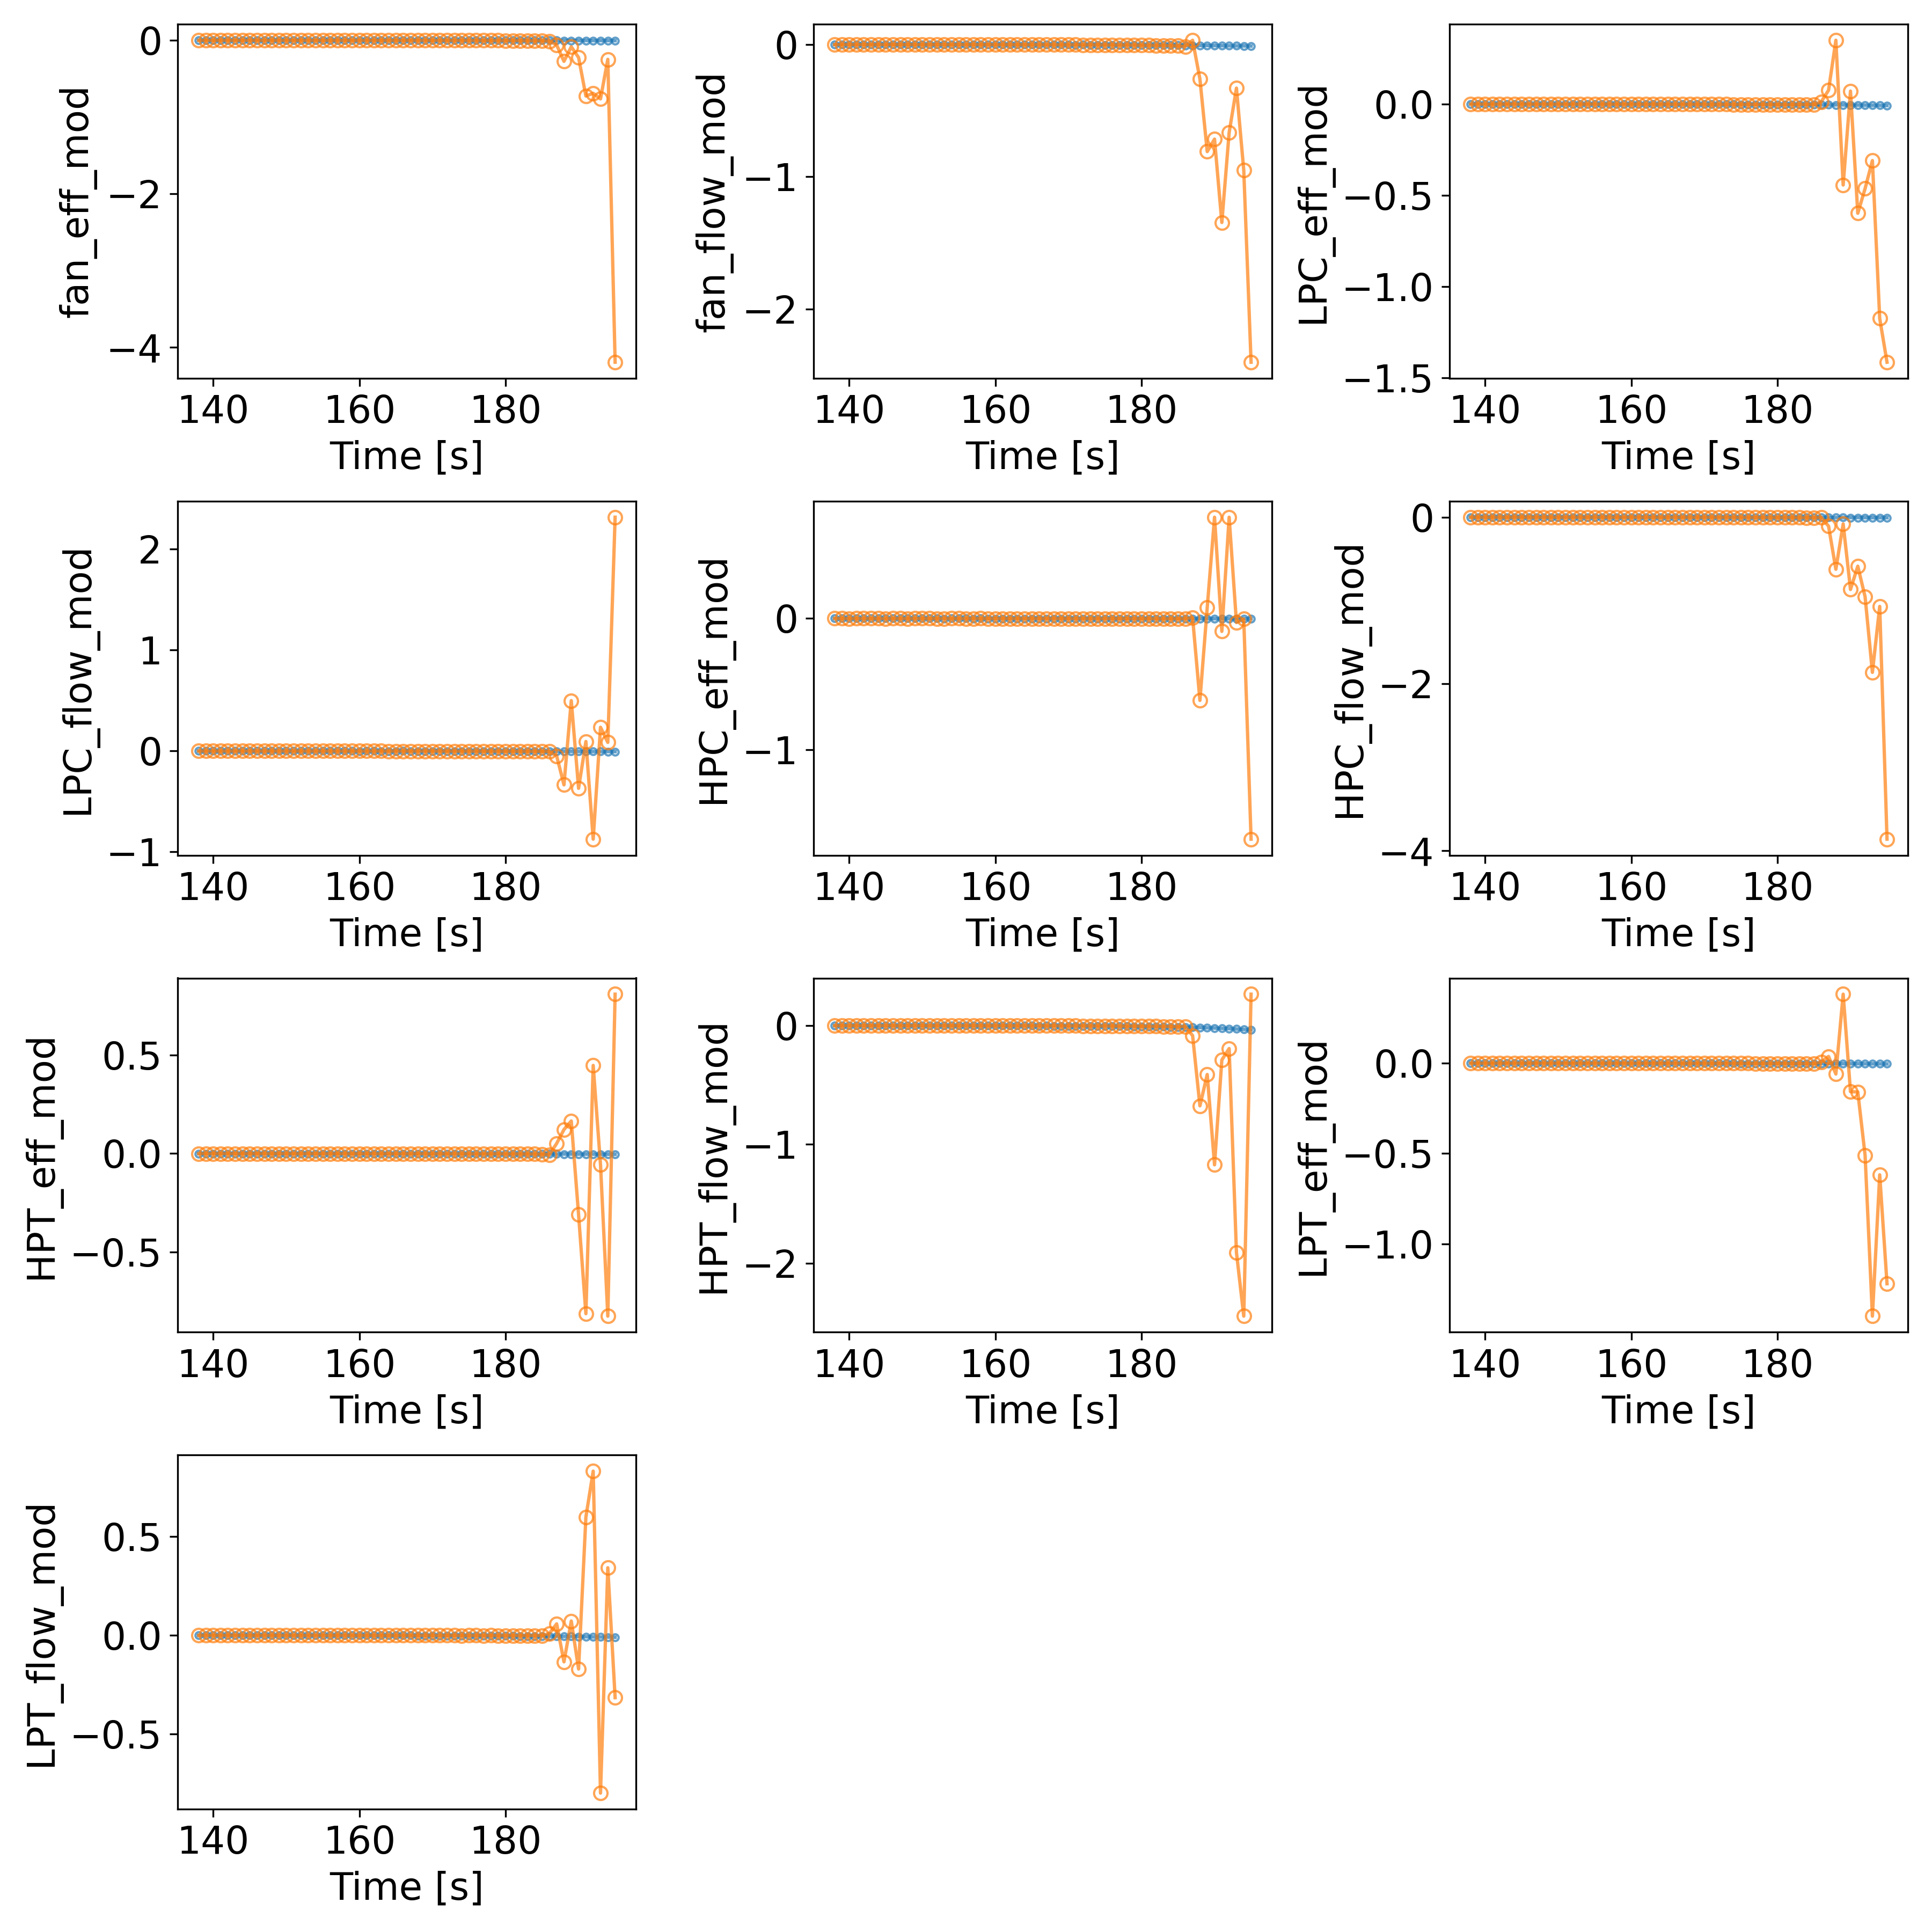 fan_eff_mod
0
−2
−4
140 160 180
Time [s]
fan_flow_mod
0
−1
−2
140 160 180
Time [s]
LPC_eff_mod
0.0
−0.5
−1.0
−1.5
140 160 180
Time [s]
LPC_flow_mod
2
1
0
−1
140 160 180
Time [s]
HPC_eff_mod
0
−1
140 160 180
Time [s]
HPC_flow_mod
0
−2
−4
140 160 180
Time [s]
HPT_eff_mod
0.5
0.0
−0.5
140 160 180
Time [s]
HPT_flow_mod
0
−1
−2
140 160 180
Time [s]
LPT_eff_mod
0.0
−0.5
−1.0
140 160 180
Time [s]
LPT_flow_mod
0.5
0.0
−0.5
140 160 180
Time [s]